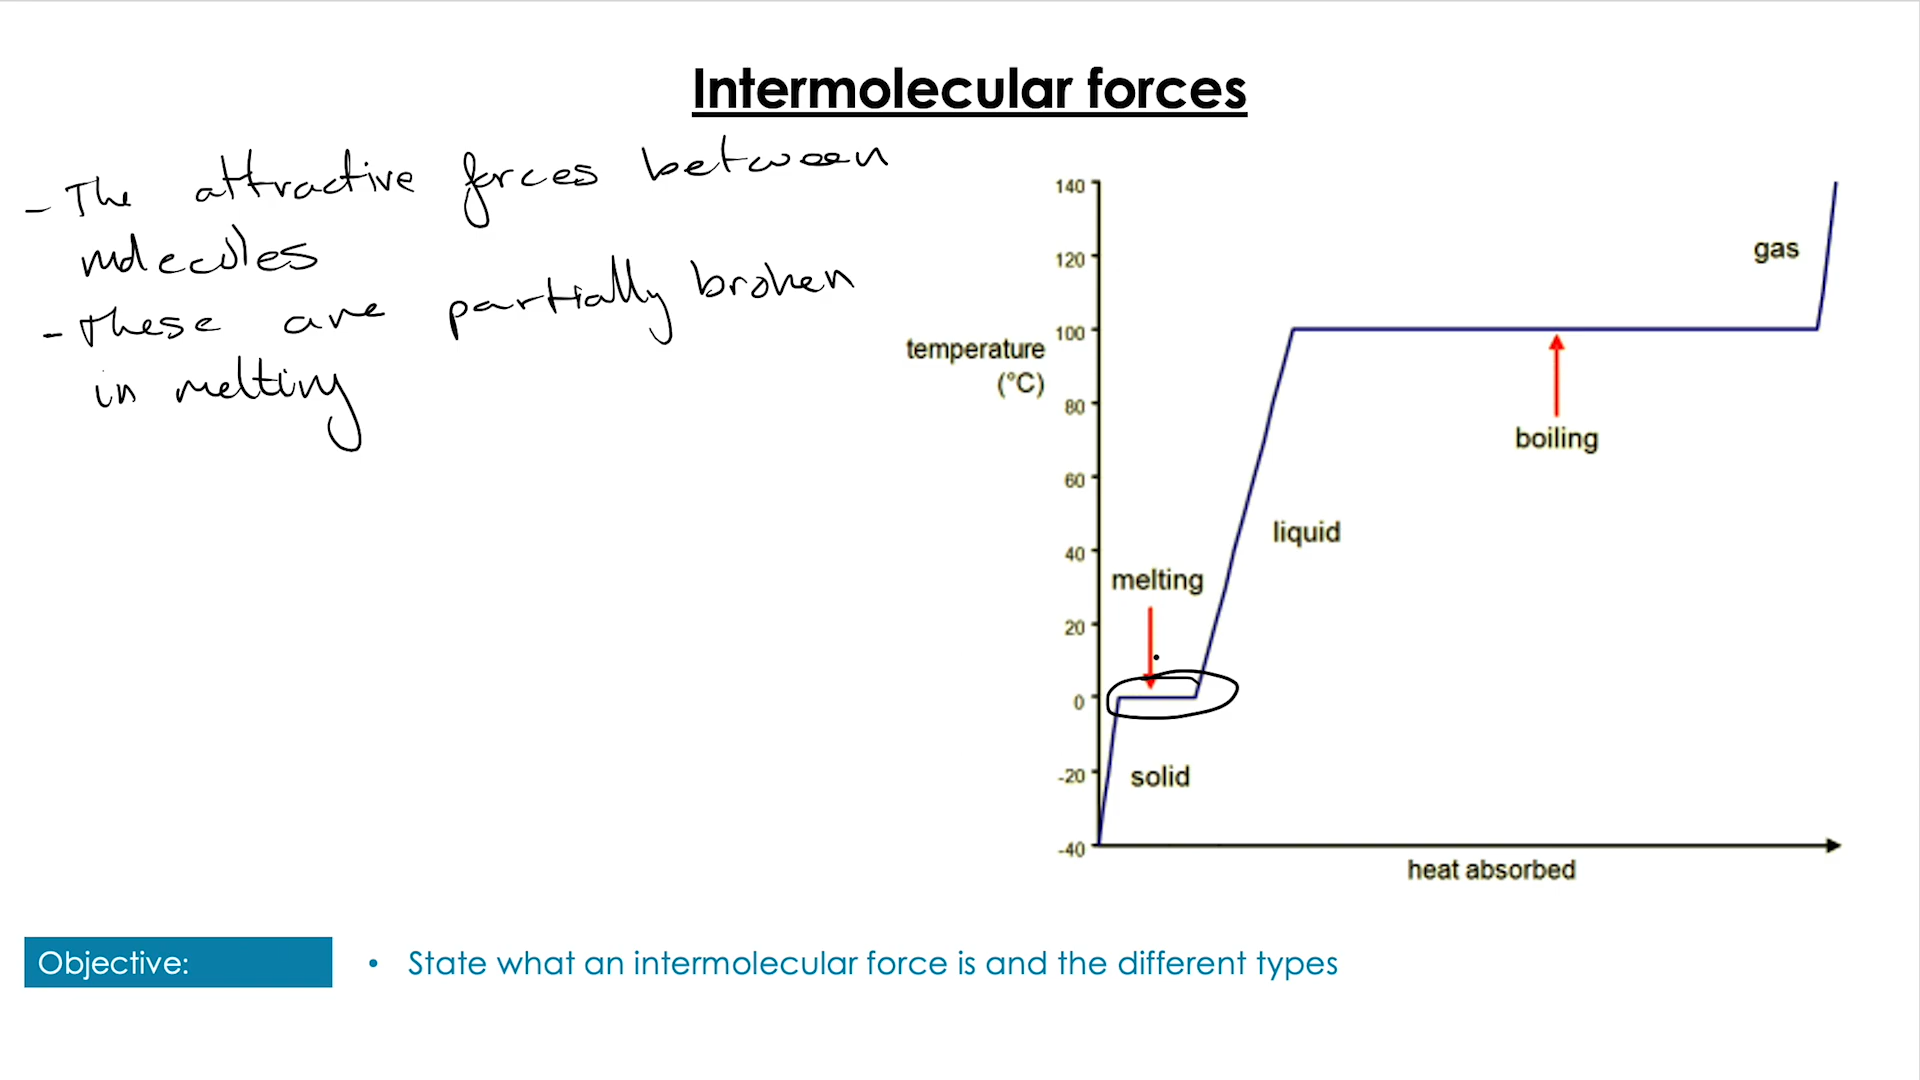 Intermolecular forces
- The attractive forces between
molecules
- these are partially broken
in melting
140
120
100
80
60
40
20
0
-20
-40
temperature
(°C)
gas
boiling
liquid
melting
solid
heat absorbed
Objective:
• State what an intermolecular force is and the different types